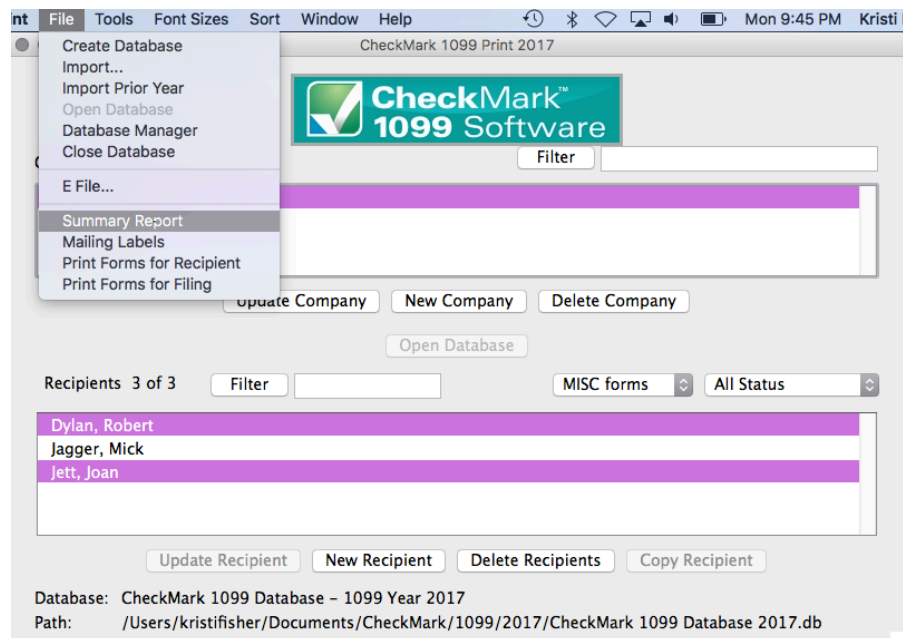 nt File Tools Font Sizes Sort Window Help Mon 9:45 PM Kristi
CheckMark 1099 Print 2017
Create Database
Import...
Import Prior Year
Open Database
Database Manager
Close Database
E File...
Summary Report
Mailing Labels
Print Forms for Recipient
Print Forms for Filing
CheckMark™
1099 Software
Filter
Update Company New Company Delete Company
Open Database
Recipients 3 of 3 Filter MISC forms All Status
Dylan, Robert
Jagger, Mick
Jett, Joan
Update Recipient New Recipient Delete Recipients Copy Recipient
Database: CheckMark 1099 Database - 1099 Year 2017
Path: /Users/kristifisher/Documents/CheckMark/1099/2017/CheckMark 1099 Database 2017.db